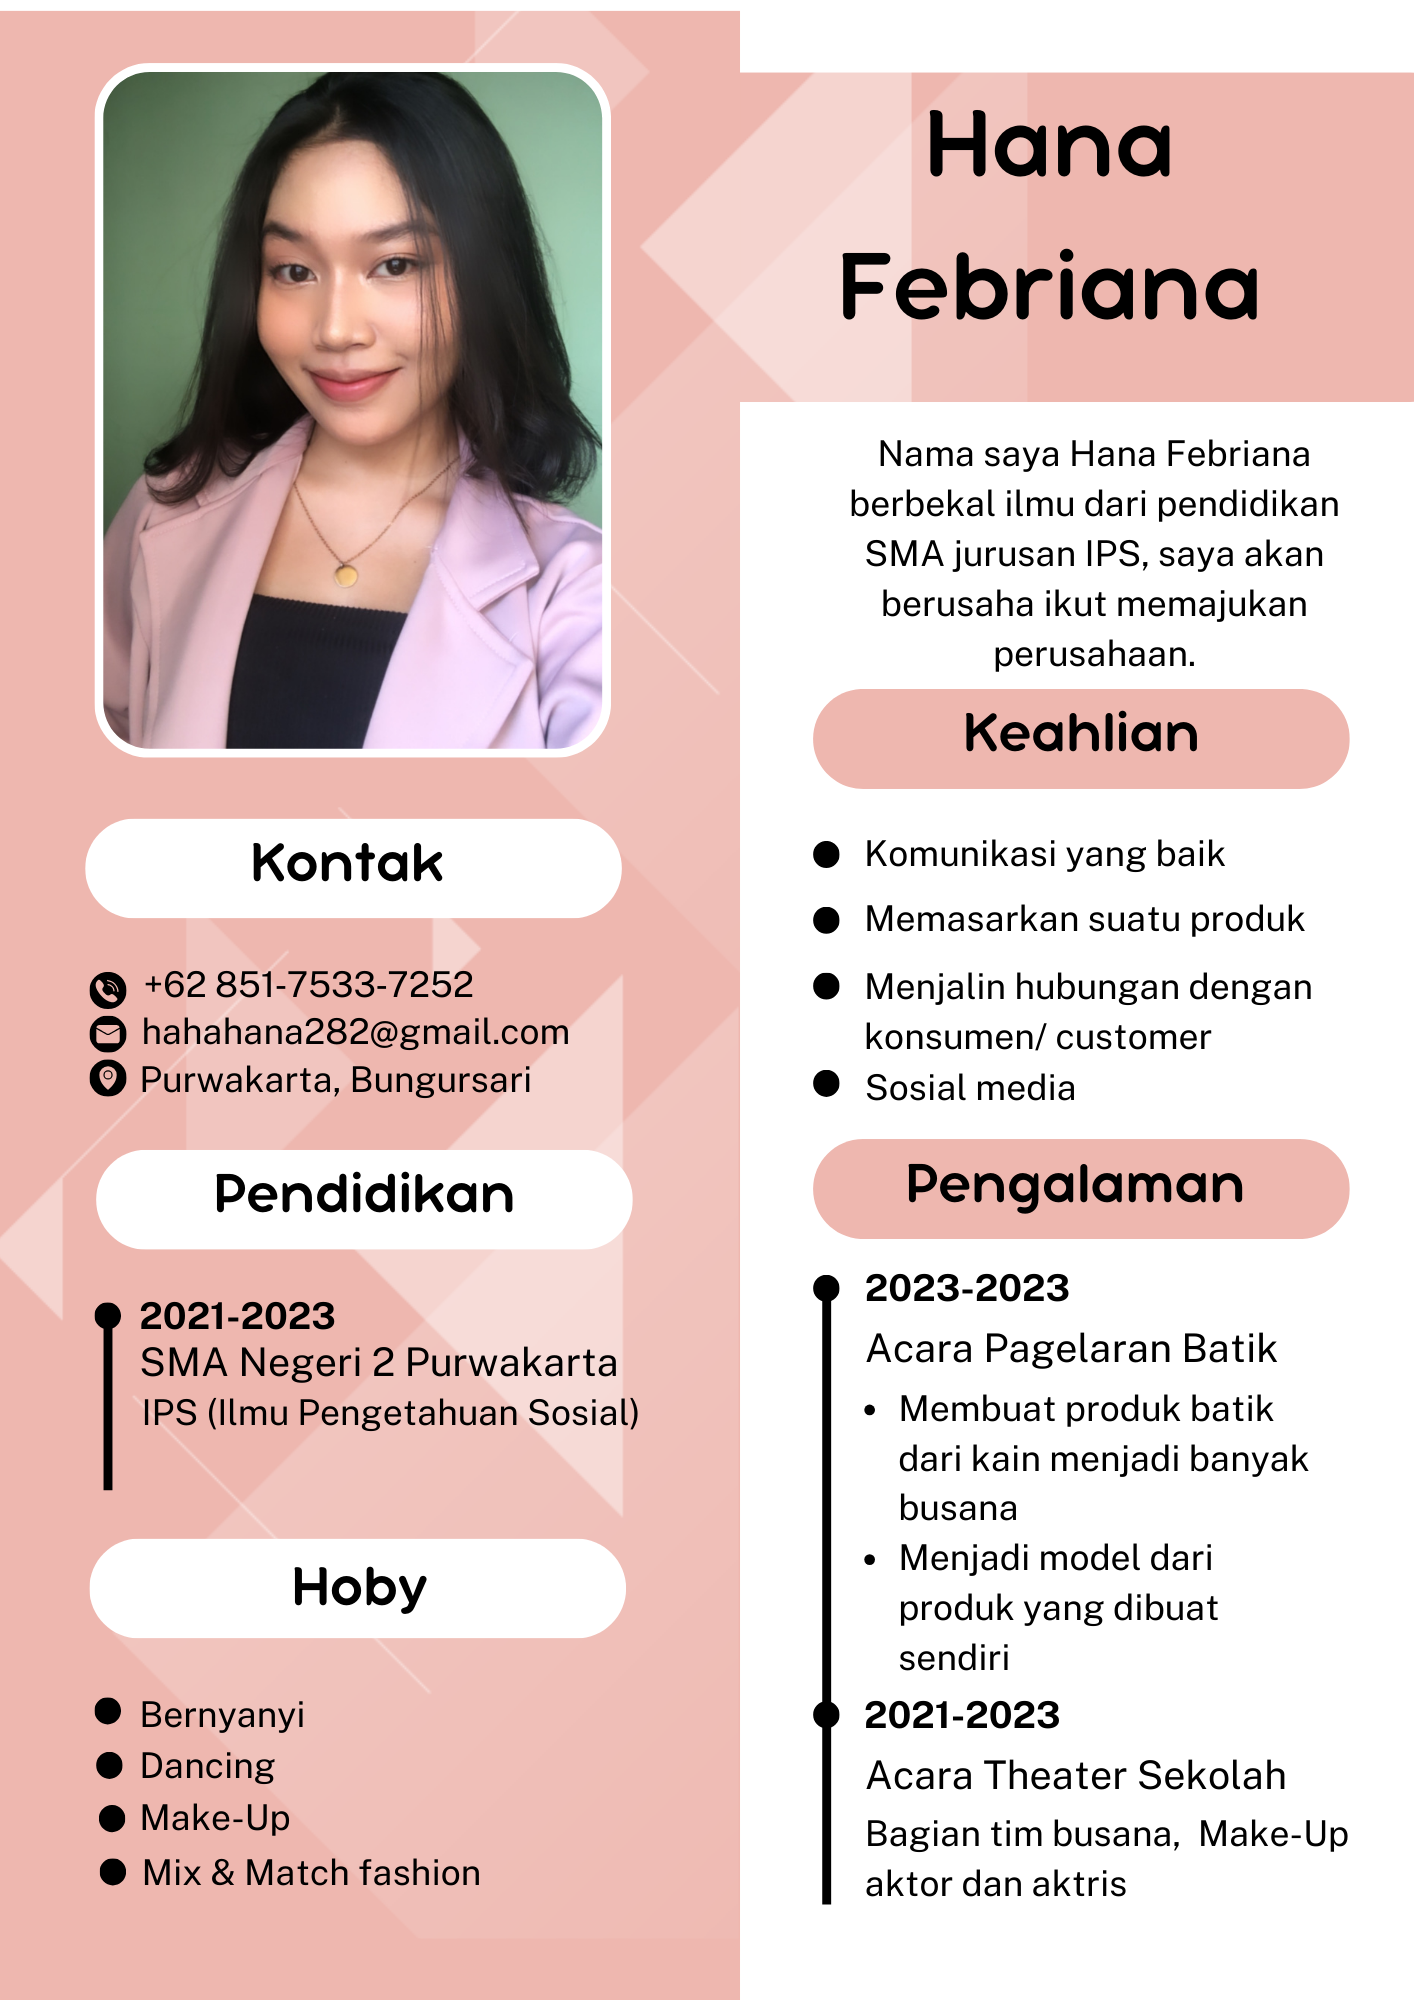 Hana
Febriana
Nama saya Hana Febriana
berbekal ilmu dari pendidikan
SMA jurusan IPS, saya akan
berusaha ikut memajukan
perusahaan.
Kontak
+62 851-7533-7252
hahahana282@gmail.com
Purwakarta, Bungursari
Pendidikan
2021-2023
SMA Negeri 2 Purwakarta
IPS (Ilmu Pengetahuan Sosial)
Hoby
Bernyanyi
Dancing
Make-Up
Mix & Match fashion
Keahlian
Komunikasi yang baik
Memasarkan suatu produk
Menjalin hubungan dengan
konsumen/ customer
Sosial media
Pengalaman
2023-2023
Acara Pagelaran Batik
• Membuat produk batik
dari kain menjadi banyak
busana
• Menjadi model dari
produk yang dibuat
sendiri
2021-2023
Acara Theater Sekolah
Bagian tim busana,  Make-Up
aktor dan aktris